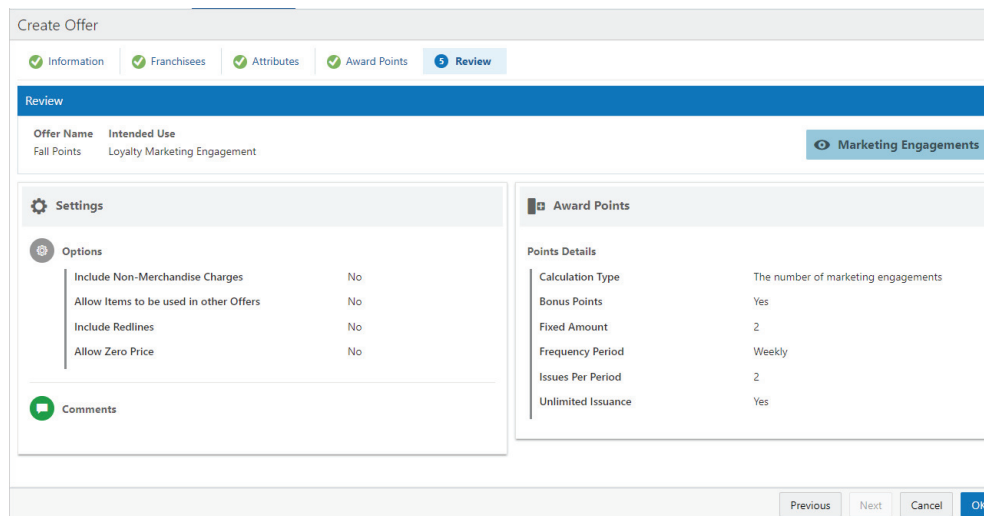 Create Offer
Information Franchisees Attributes Award Points 5 Review
Review
Offer Name Intended Use
Fall Points Loyalty Marketing Engagement
Marketing Engagements
Settings
Options
Include Non-Merchandise Charges No
Allow Items to be used in other Offers No
Include Redlines No
Allow Zero Price No
Comments
Award Points
Points Details
Calculation Type The number of marketing engagements
Bonus Points Yes
Fixed Amount 2
Frequency Period Weekly
Issues Per Period 2
Unlimited Issuance Yes
Previous Next Cancel OK